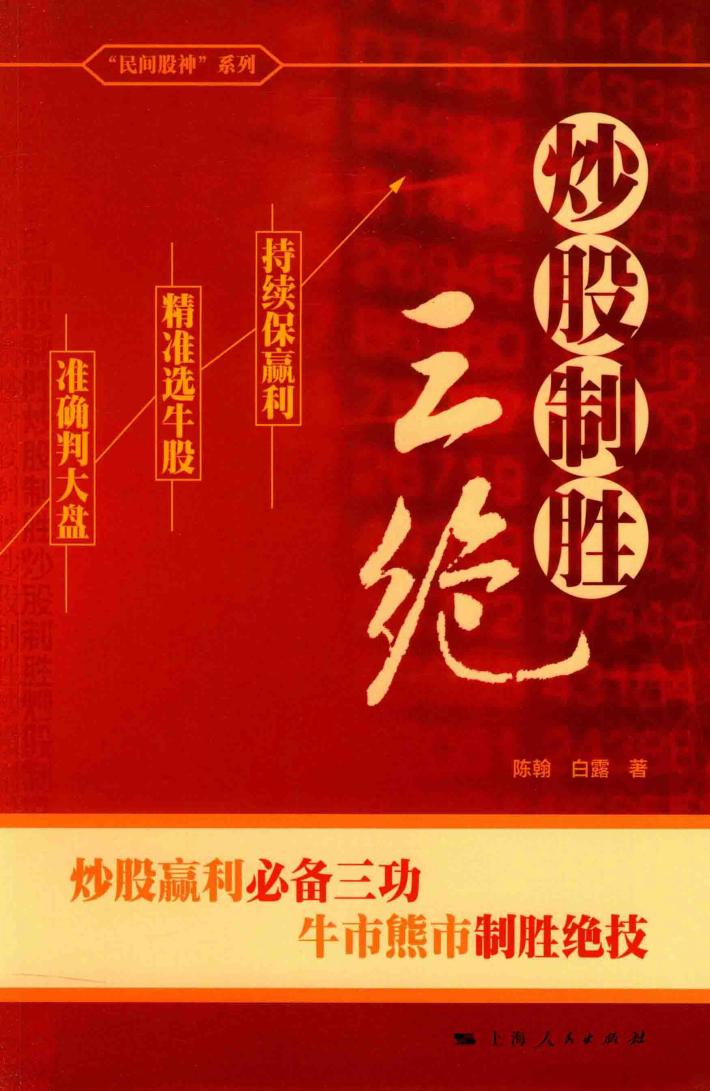 “民间股神”系列
炒股制胜
三绝
持续保赢利
精准选牛股
准确判大盘
陈翰 白露 著
炒股赢利必备三功
牛市熊市制胜绝技
上海人民出版社